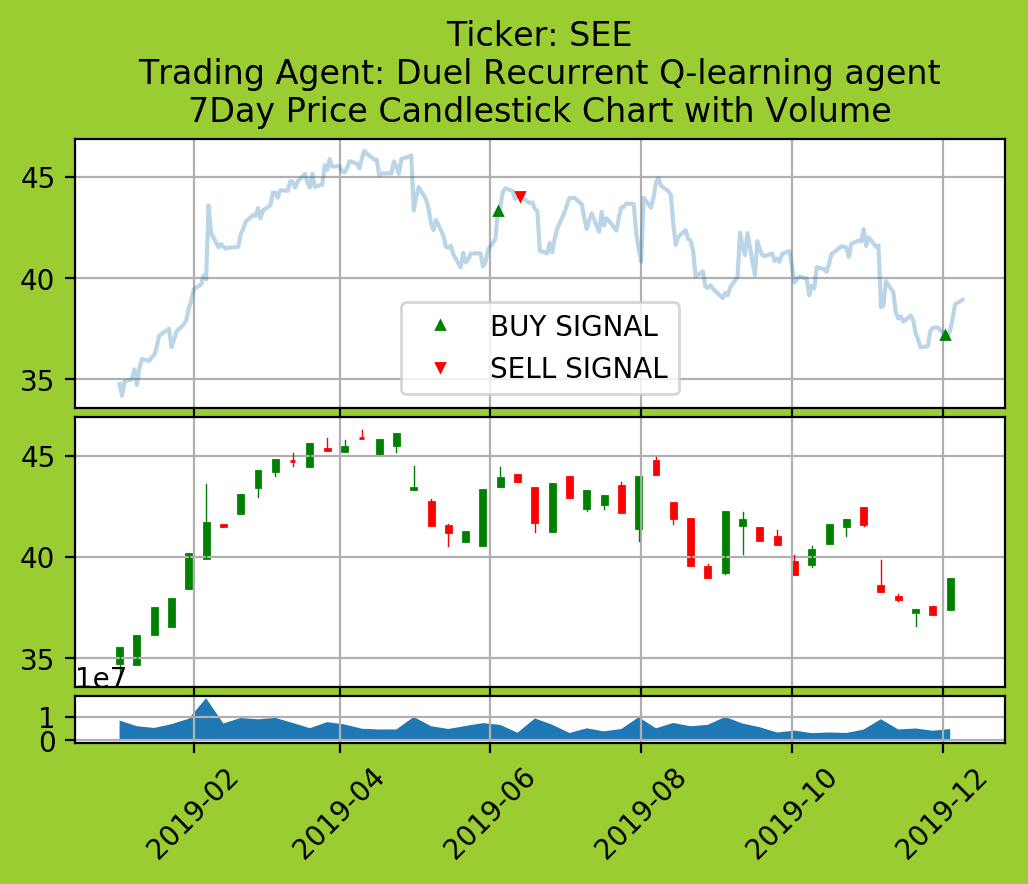 Ticker: SEE
Trading Agent: Duel Recurrent Q-learning agent
7Day Price Candlestick Chart with Volume
45
40
35
BUY SIGNAL
SELL SIGNAL
45
40
35
1e7
1
0
2019-02
2019-04
2019-06
2019-08
2019-10
2019-12